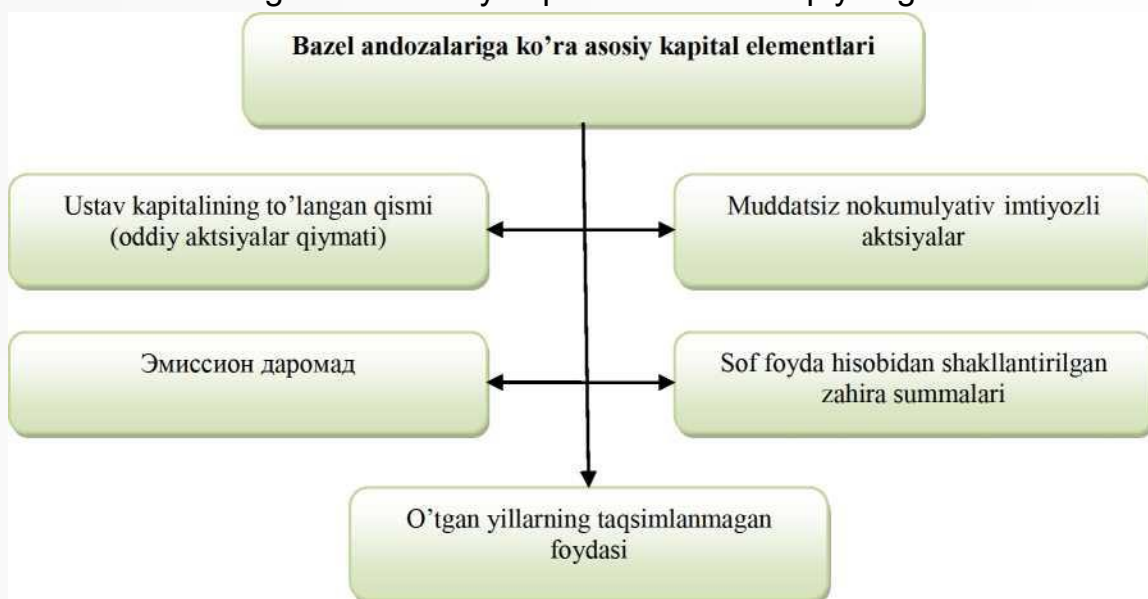 Bazel andozalariga ko’ra asosiy kapital elementlari
Ustav kapitalining to’langan qismi
(oddiy aktsiyalar qiymati)
Muddatsiz nokumulyativ imtiyozli
aktsiyalar
Эмиссион даромад
Sof foyda hisobidan shakllantirilgan
zahira summalari
O’tgan yillarning taqsimlanmagan
foydasi